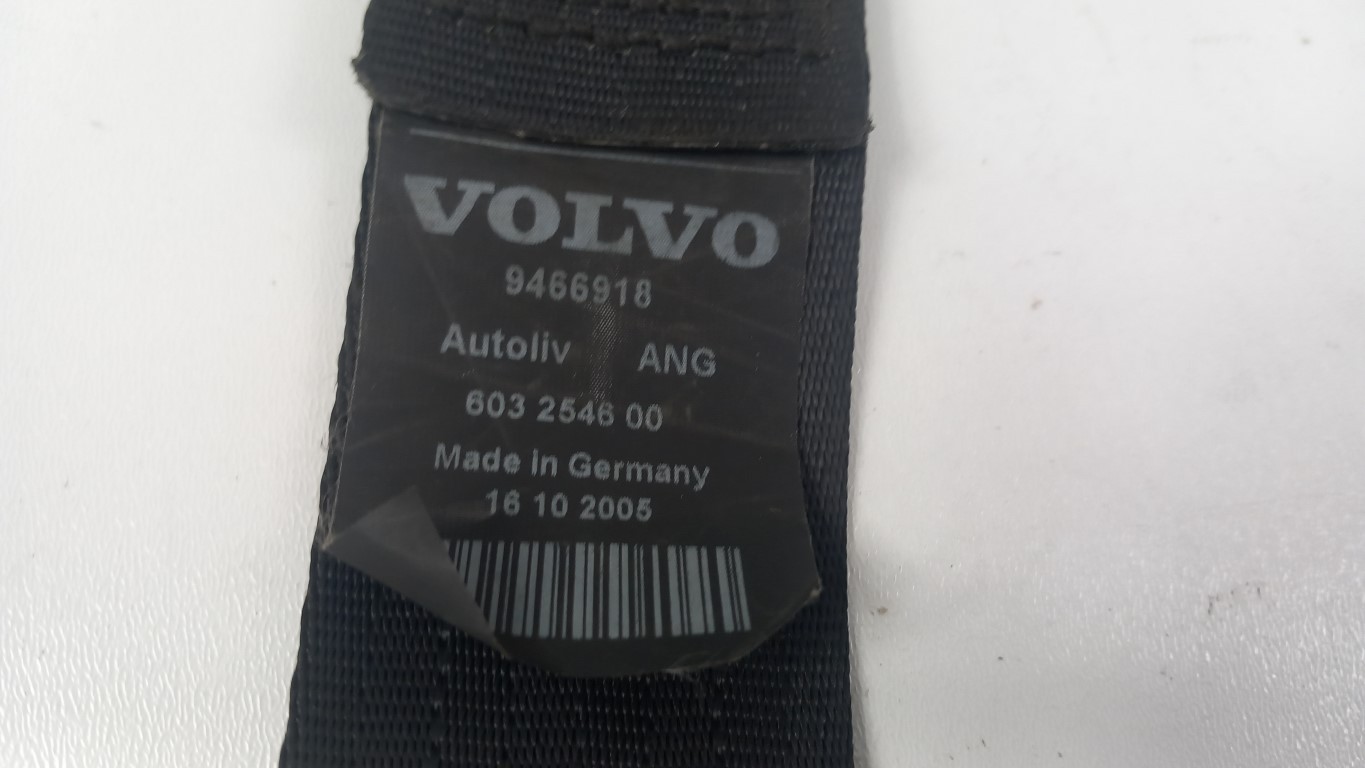 VOLVO
9466918
Autoliv ANG
603 2546 00
Made in Germany
16 10 2005